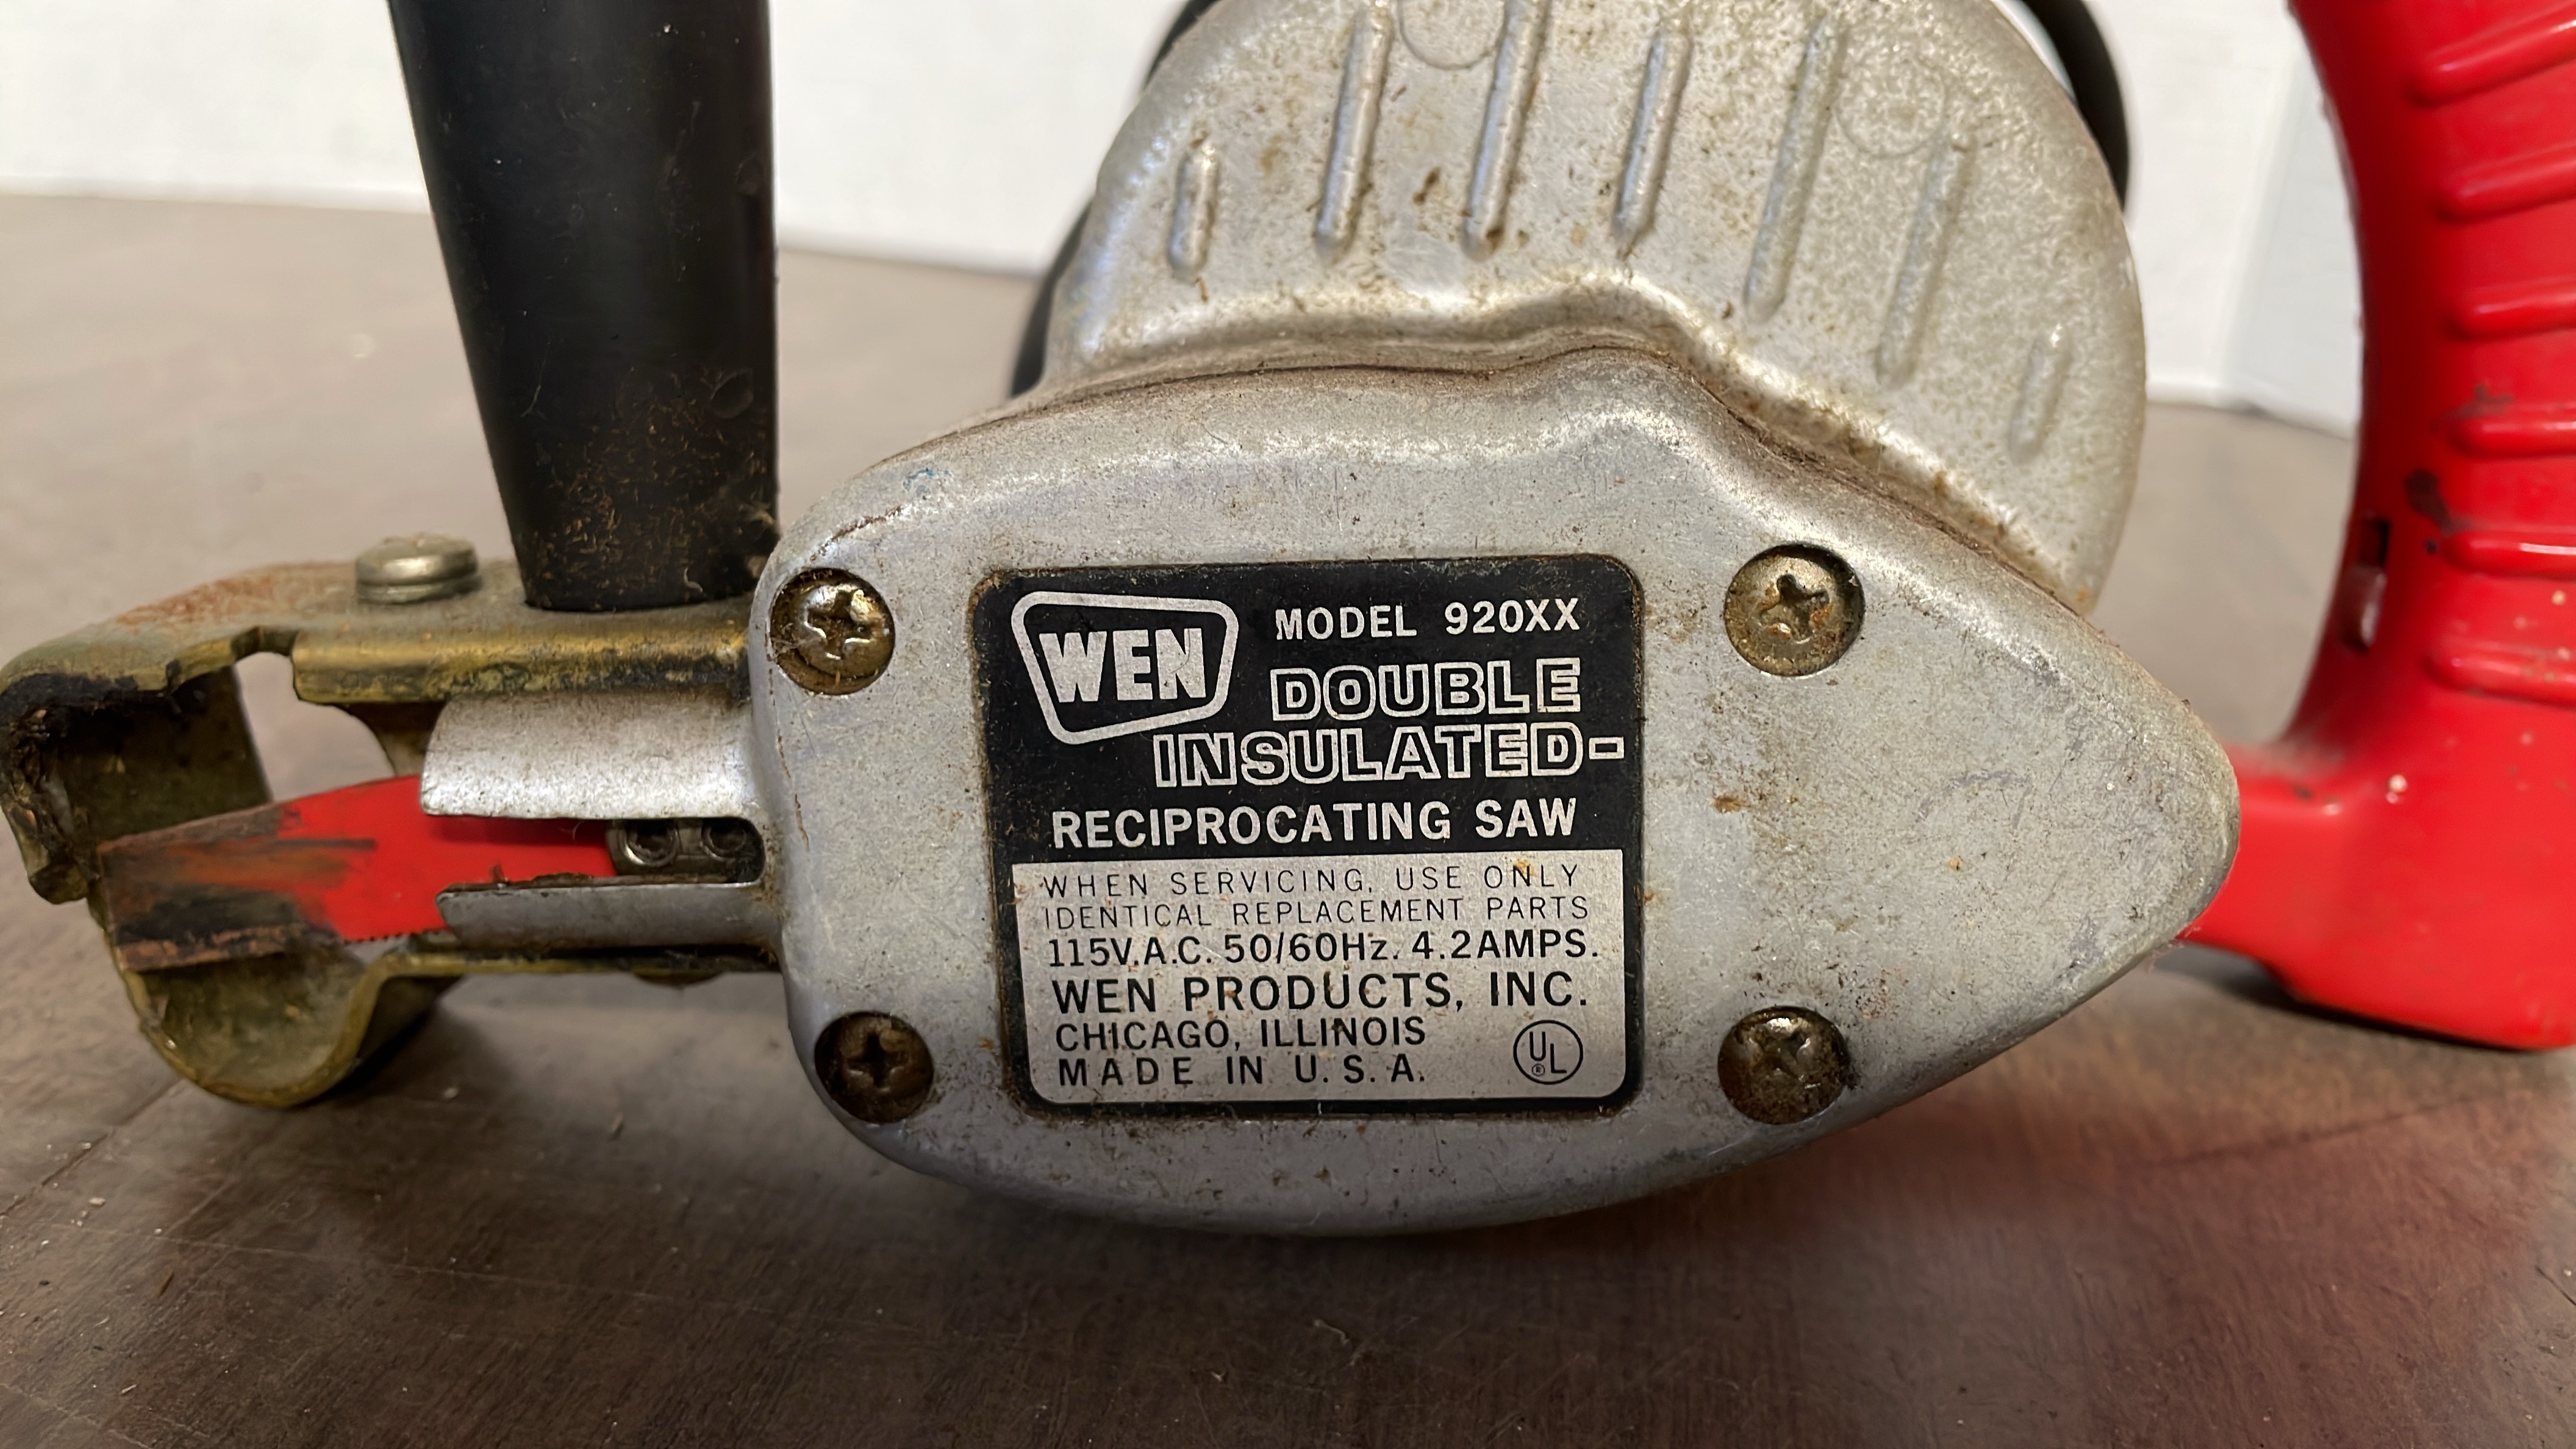 WEN
MODEL 920XX
DOUBLE
INSULATED-
RECIPROCATING SAW
WHEN SERVICING, USE ONLY
IDENTICAL REPLACEMENT PARTS
115V.A.C. 50/60Hz. 4.2AMPS.
WEN PRODUCTS, INC.
CHICAGO, ILLINOIS
MADE IN U.S.A.
UL®